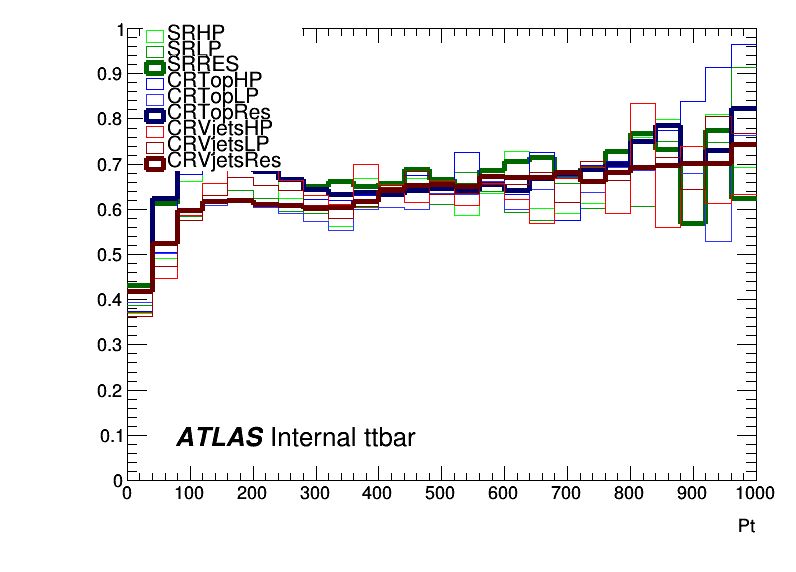 1
0.9
0.8
0.7
0.6
0.5
0.4
0.3
0.2
0.1
0
SRHP
SRLP
SRRES
CRTopHP
CRTopLP
CRTopRes
CRVjetsHP
CRVjetsLP
CRVjetsRes
ATLAS Internal ttbar
0 100 200 300 400 500 600 700 800 900 1000
Pt